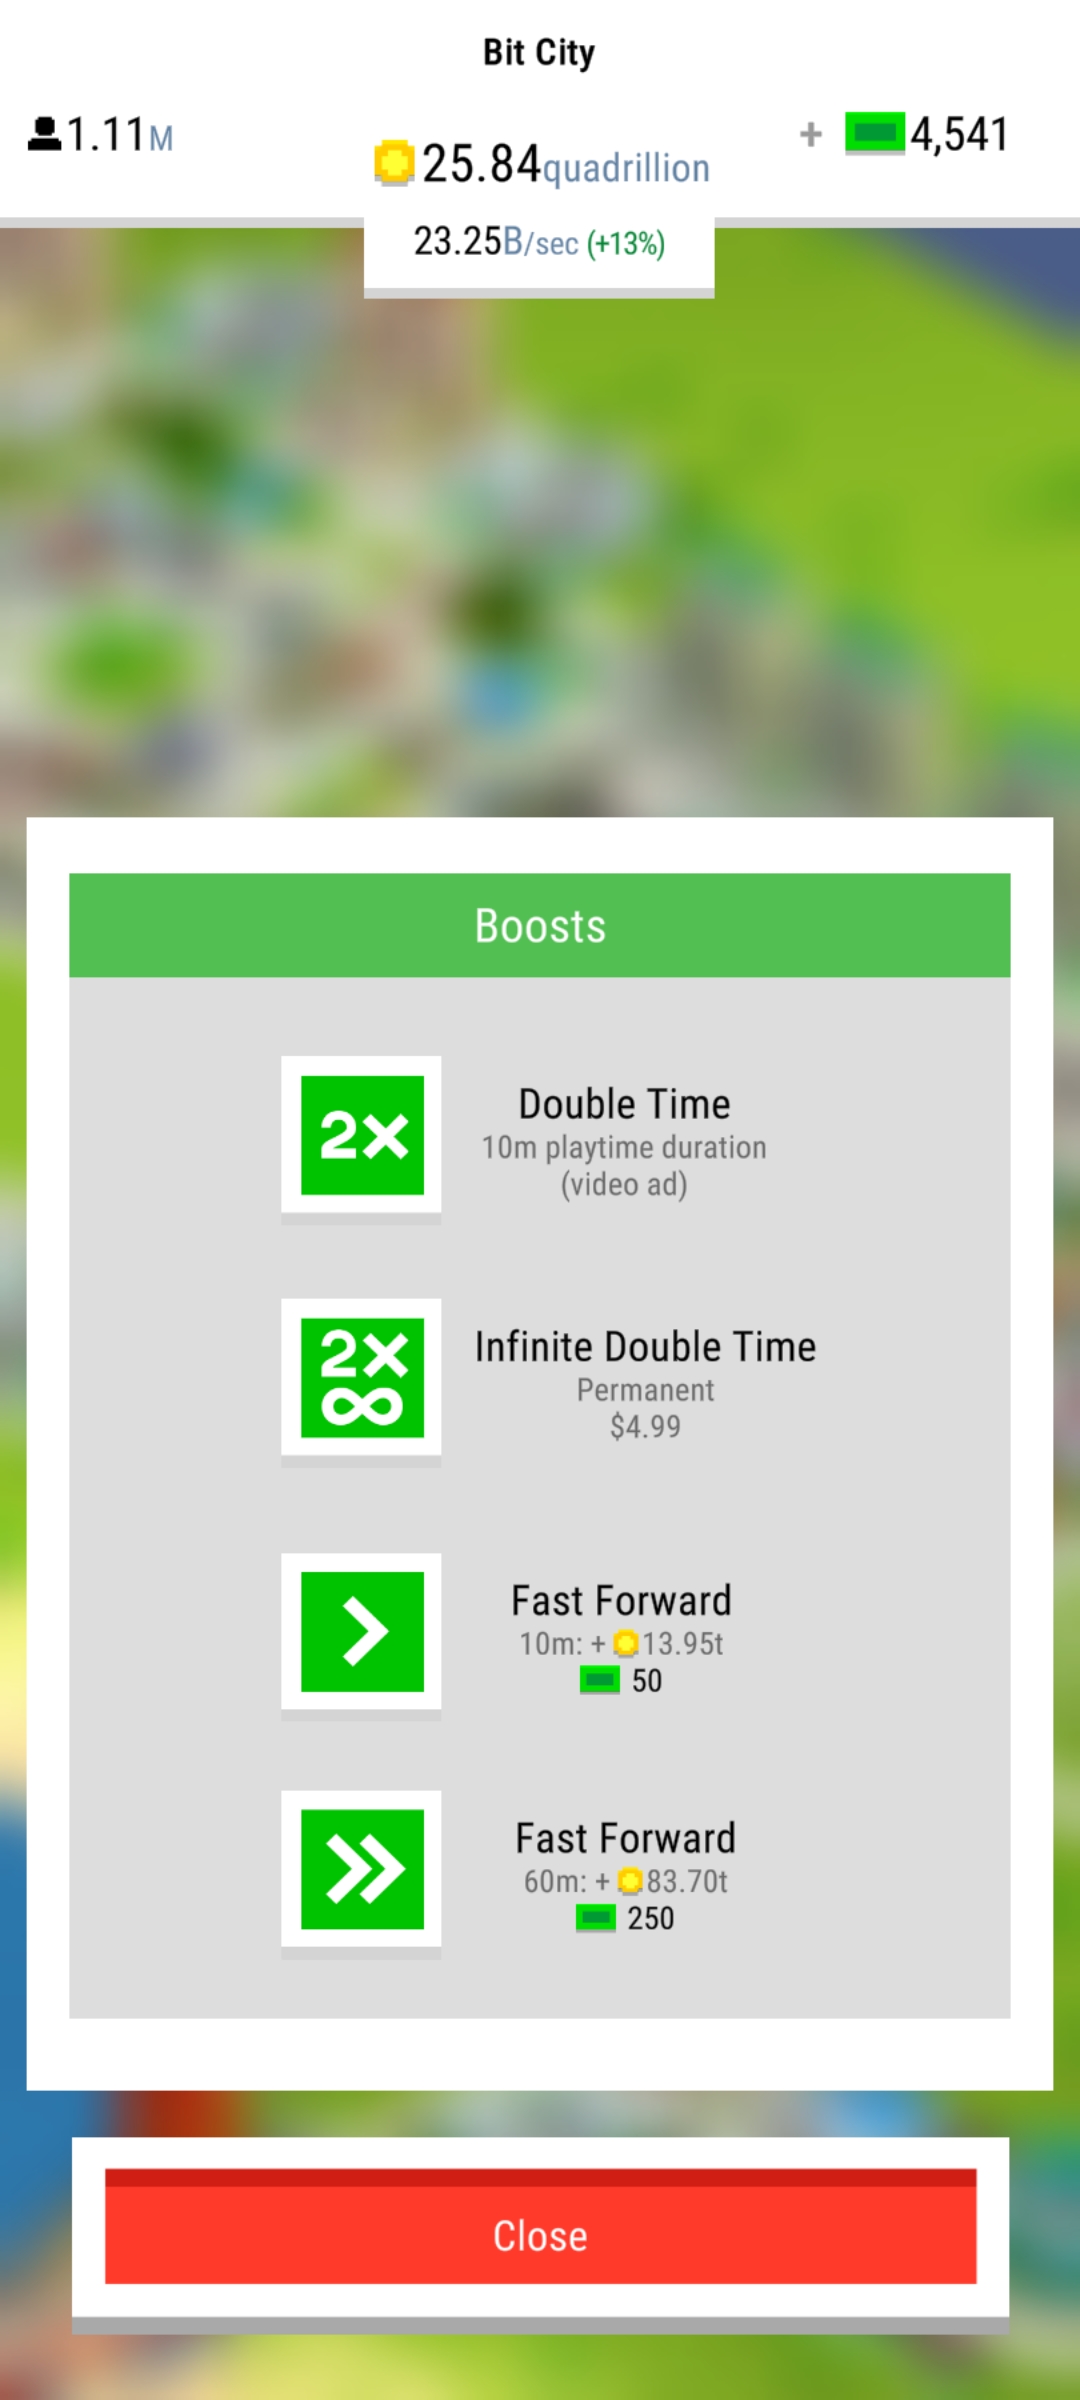 Bit City
1.11M
25.84quadrillion
+ 4,541
23.25B/sec (+13%)
Boosts
2×
Double Time
10m playtime duration
(video ad)
2×
∞
Infinite Double Time
Permanent
$4.99
Fast Forward
10m: + 13.95t
50
Fast Forward
60m: + 83.70t
250
Close